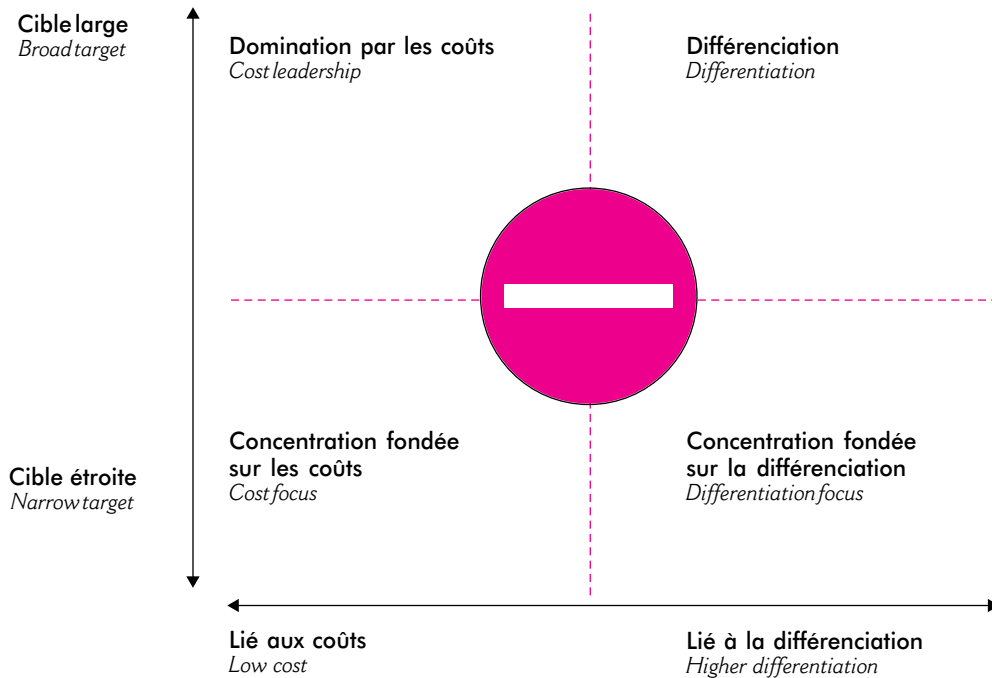 Cible large
Broad target
Domination par les coûts
Cost leadership
Différenciation
Differentiation
Concentration fondée
sur les coûts
Cost focus
Concentration fondée
sur la différenciation
Differentiation focus
Cible étroite
Narrow target
Lié aux coûts
Low cost
Lié à la différenciation
Higher differentiation